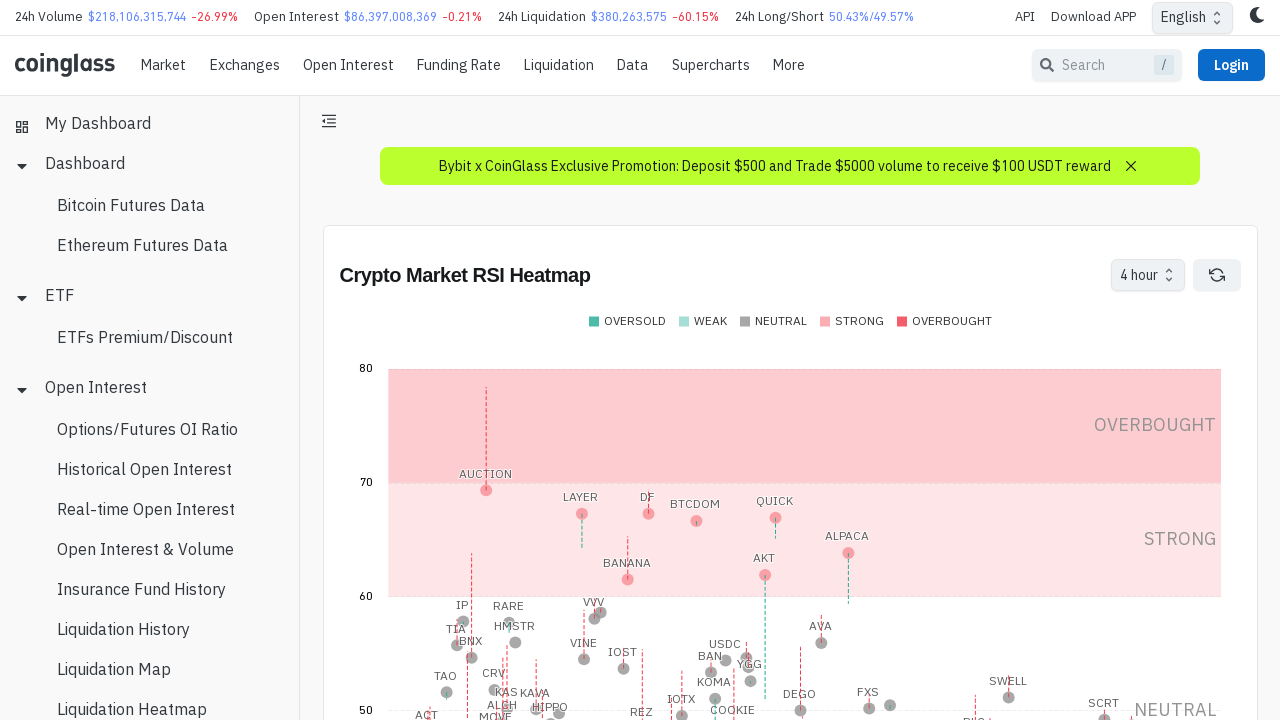 24h Volume $218,106,315,744 -26.99% Open Interest $86,397,008,369 -0.21% 24h Liquidation $380,263,575 -60.15% 24h Long/Short 50.43%/49.57% API Download APP English
coinglass Market Exchanges Open Interest Funding Rate Liquidation Data Supercharts More Search / Login
My Dashboard
Dashboard
Bitcoin Futures Data
Ethereum Futures Data
ETF
ETFs Premium/Discount
Open Interest
Options/Futures OI Ratio
Historical Open Interest
Real-time Open Interest
Open Interest & Volume
Insurance Fund History
Liquidation History
Liquidation Map
Liquidation Heatmap
Bybit x CoinGlass Exclusive Promotion: Deposit $500 and Trade $5000 volume to receive $100 USDT reward
Crypto Market RSI Heatmap
4 hour
OVERSOLD WEAK NEUTRAL STRONG OVERBOUGHT
80
OVERBOUGHT
AUCTION
70
LAYER DF BTCDOM QUICK
STRONG
ALPACA
BANANA AKT
60
IP RARE VVV
TIA HMSTR AVA
BNX VINE IOST USDC
BAN YGG
TAO CRV KOMA SWELL
KAS KAVA IOTX DEGO FXS
ALCH HIPPO SCRT
50 ACT MOVE REZ COOKIE NEUTRAL